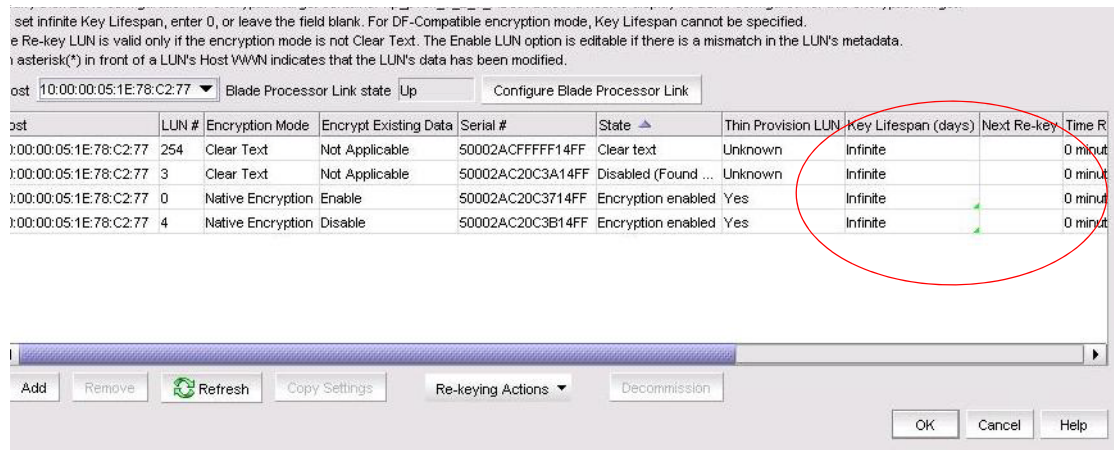 set infinite Key Lifespan, enter 0, or leave the field blank. For DF-Compatible encryption mode, Key Lifespan cannot be specified.
e Re-key LUN is valid only if the encryption mode is not Clear Text. The Enable LUN option is editable if there is a mismatch in the LUN's metadata.
asterisk(*) in front of a LUN's Host WWN indicates that the LUN's data has been modified.
ost 10:00:00:05:1E:78:C2:77 Blade Processor Link state Up Configure Blade Processor Link
ost LUN # Encryption Mode Encrypt Existing Data Serial # State Thin Provision LUN Key Lifespan (days) Next Re-key Time R
:00:00:05:1E:78:C2:77 254 Clear Text Not Applicable 50002ACFFFFF14FF Clear text Unknown Infinite 0 minut
:00:00:05:1E:78:C2:77 3 Clear Text Not Applicable 50002AC20C3A14FF Disabled (Found ... Unknown Infinite 0 minut
:00:00:05:1E:78:C2:77 0 Native Encryption Enable 50002AC20C3714FF Encryption enabled Yes Infinite 0 minut
:00:00:05:1E:78:C2:77 4 Native Encryption Disable 50002AC20C3B14FF Encryption enabled Yes Infinite 0 minut
Add Remove Refresh Copy Settings Re-keying Actions Decommission
OK Cancel Help